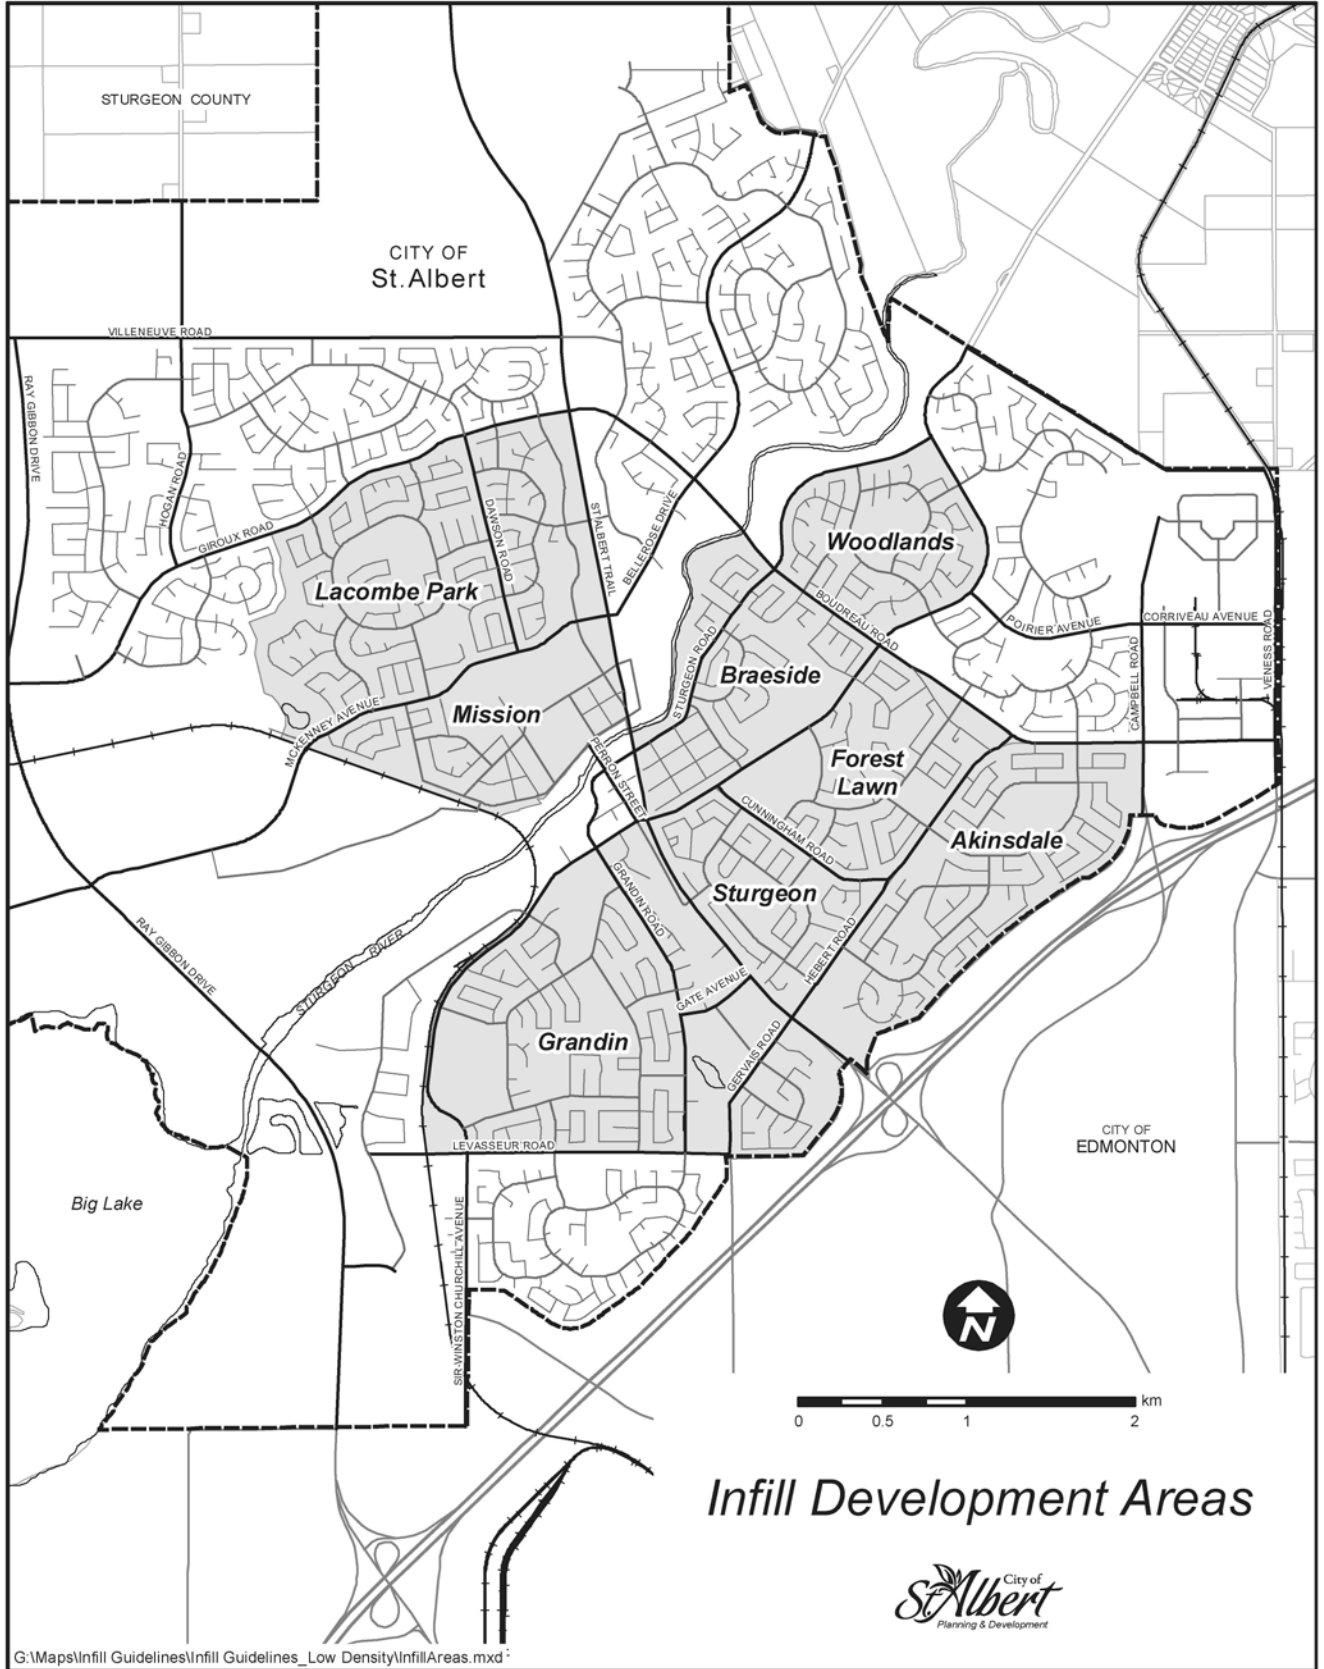 STURGEON COUNTY
CITY OF
St.Albert
VILLENEUVE ROAD
RAY GIBBON DRIVE
HOGAN ROAD
GIROUX ROAD
DAWSON ROAD
ST ALBERT TRAIL
BELLEROSE DRIVE
Woodlands
Lacombe Park
BOUDREAU ROAD
POIRIER AVENUE
CORRIVEAU AVENUE
VENESS ROAD
CAMPBELL ROAD
STURGEON ROAD
Braeside
Mission
MCKENNEY AVENUE
PERRON STREET
Forest
Lawn
CUNNINGHAM ROAD
Akinsdale
Sturgeon
GRANDIN ROAD
HEBERT ROAD
RAY GIBBON DRIVE
STURGEON RIVER
GATE AVENUE
GERVAIS ROAD
Grandin
LEVASSEUR ROAD
CITY OF
EDMONTON
Big Lake
SIR WINSTON CHURCHILL AVENUE
N
km
0 0.5 1 2
Infill Development Areas
City of
St. Albert
Planning & Development
G:\Maps\Infill Guidelines\Infill Guidelines_Low Density\InfillAreas.mxd